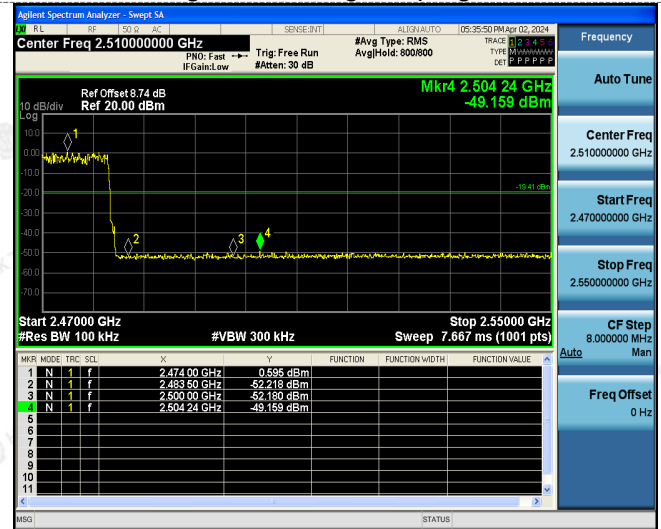 Agilent Spectrum Analyzer - Swept SA
LXI RL RF 50 Ω AC SENSE:INT ALIGN AUTO 05:35:50 PM Apr 02, 2024
Center Freq 2.510000000 GHz
PNO: Fast
IFGain:Low
Trig: Free Run
#Atten: 30 dB
#Avg Type: RMS
Avg|Hold: 800/800
TRACE 1 2 3 4 5 6
TYPE MWWWWW
DET P P P P P P
Frequency
Auto Tune
Center Freq
2.510000000 GHz
Start Freq
2.470000000 GHz
Stop Freq
2.550000000 GHz
CF Step
8.000000 MHz
Auto Man
Freq Offset
0 Hz
Mkr4 2.504 24 GHz
-49.159 dBm
Ref Offset 8.74 dB
10 dB/div Ref 20.00 dBm
Log
10.0
0.00
-10.0
-20.0
-30.0
-40.0
-50.0
-60.0
-70.0
1
2
3
4
-19.41 dBm
Start 2.47000 GHz Stop 2.55000 GHz
#Res BW 100 kHz #VBW 300 kHz Sweep 7.667 ms (1001 pts)
MKR MODE TRC SCL X Y FUNCTION FUNCTION WIDTH FUNCTION VALUE
1 N 1 f 2.474 00 GHz 0.595 dBm
2 N 1 f 2.483 50 GHz -52.218 dBm
3 N 1 f 2.500 00 GHz -52.180 dBm
4 N 1 f 2.504 24 GHz -49.159 dBm
5
6
7
8
9
10
11
MSG STATUS